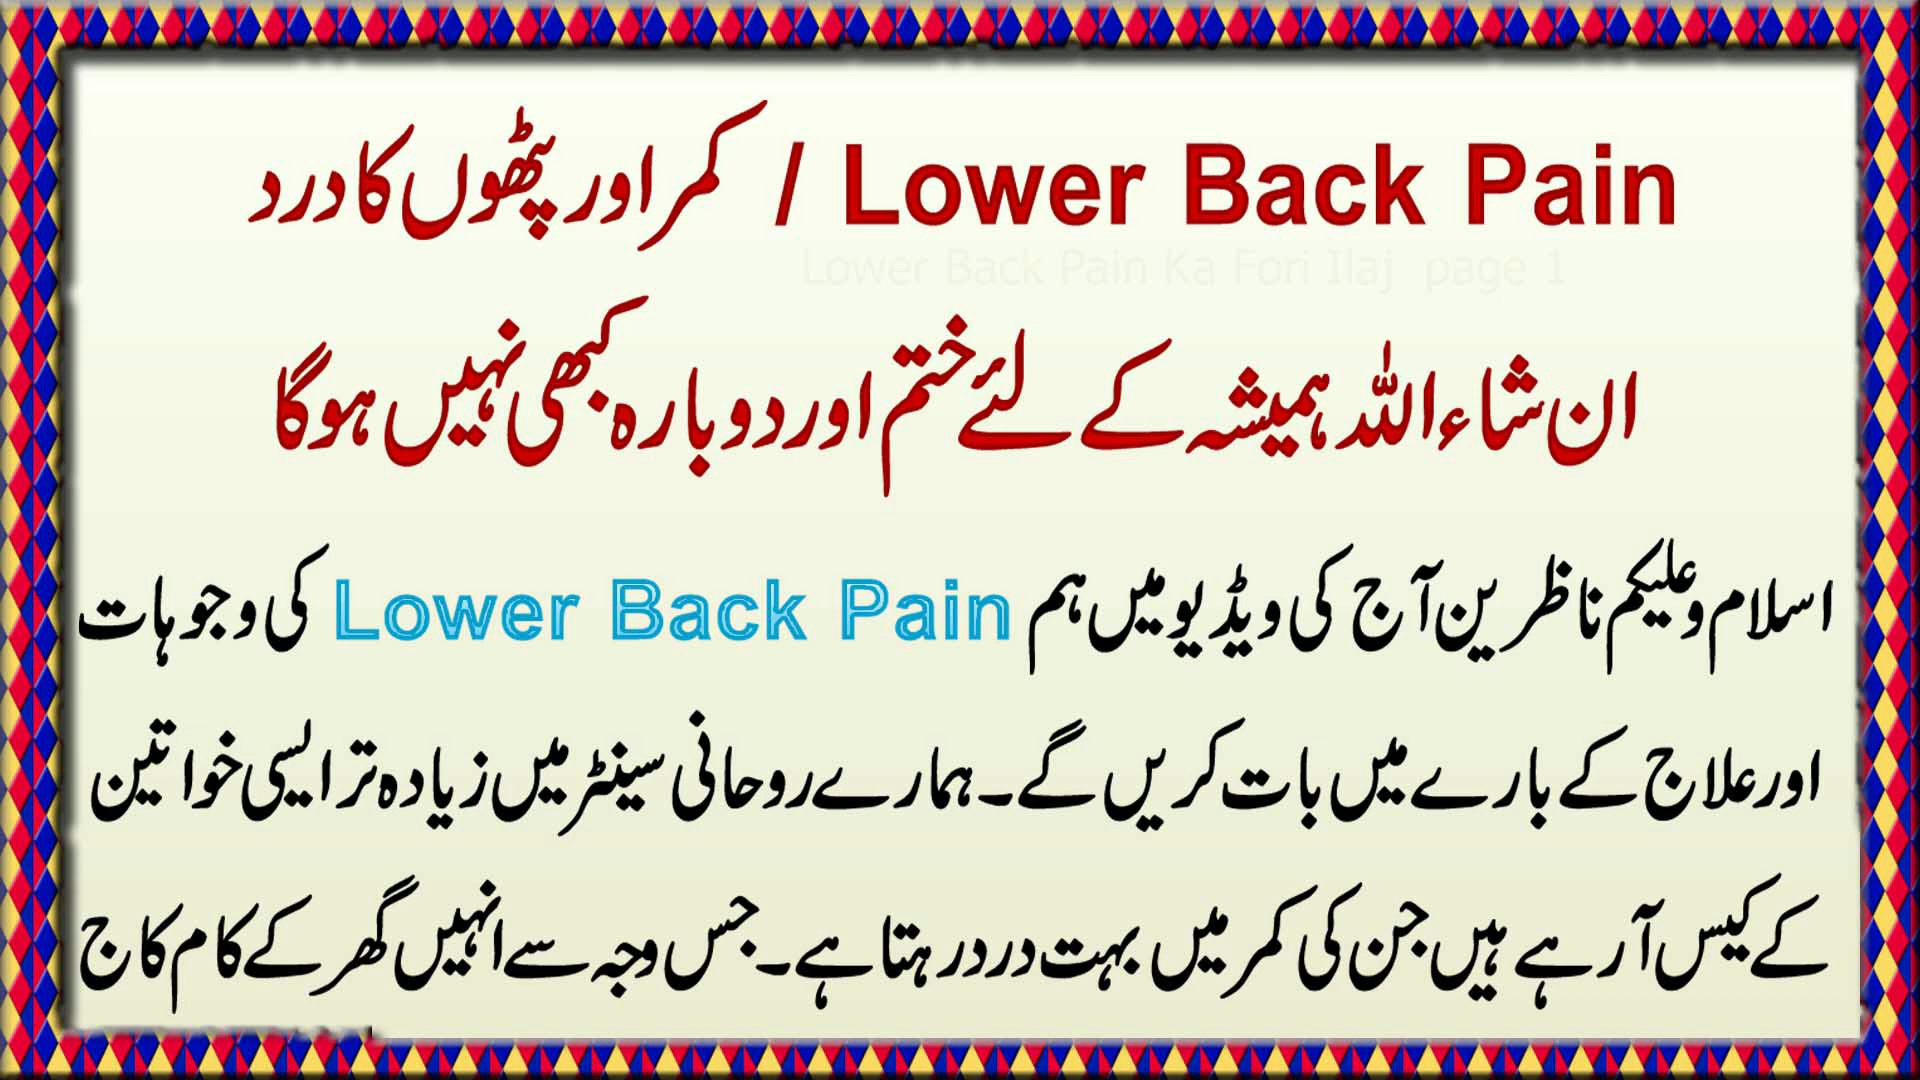 Lower Back Pain / کمر اور پٹھوں کا درد
Lower Back Pain Ka Fori Ilaj page 1
ان شاء اللہ ہمیشہ کے لئے ختم اور دوبارہ کبھی نہیں ہوگا
اسلام وعلیکم ناظرین آج کی ویڈیو میں ہم Lower Back Pain کی وجوہات
اور علاج کے بارے میں بات کریں گے۔ ہمارے روحانی سینٹر میں زیادہ تر ایسی خواتین
کے کیس آرہے ہیں جن کی کمر میں بہت درد رہتا ہے۔ جس وجہ سے انہیں گھر کے کام کاج